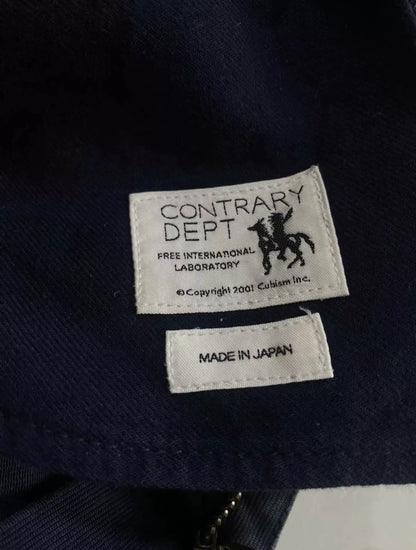 CONTRARY
DEPT
FREE INTERNATIONAL
LABORATORY
© Copyright 2001 Cubism Inc.
MADE IN JAPAN